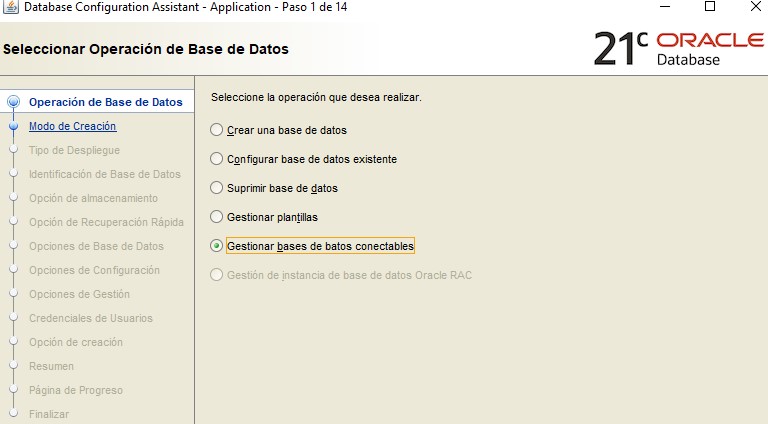 Database Configuration Assistant - Application - Paso 1 de 14
Seleccionar Operación de Base de Datos
21c ORACLE
Database
Operación de Base de Datos
Modo de Creación
Tipo de Despliegue
Identificación de Base de Datos
Opción de almacenamiento
Opción de Recuperación Rápida
Opciones de Base de Datos
Opciones de Configuración
Opciones de Gestión
Credenciales de Usuarios
Opción de creación
Resumen
Página de Progreso
Finalizar
Seleccione la operación que desea realizar.
Crear una base de datos
Configurar base de datos existente
Suprimir base de datos
Gestionar plantillas
Gestionar bases de batos conectables
Gestión de instancia de base de datos Oracle RAC